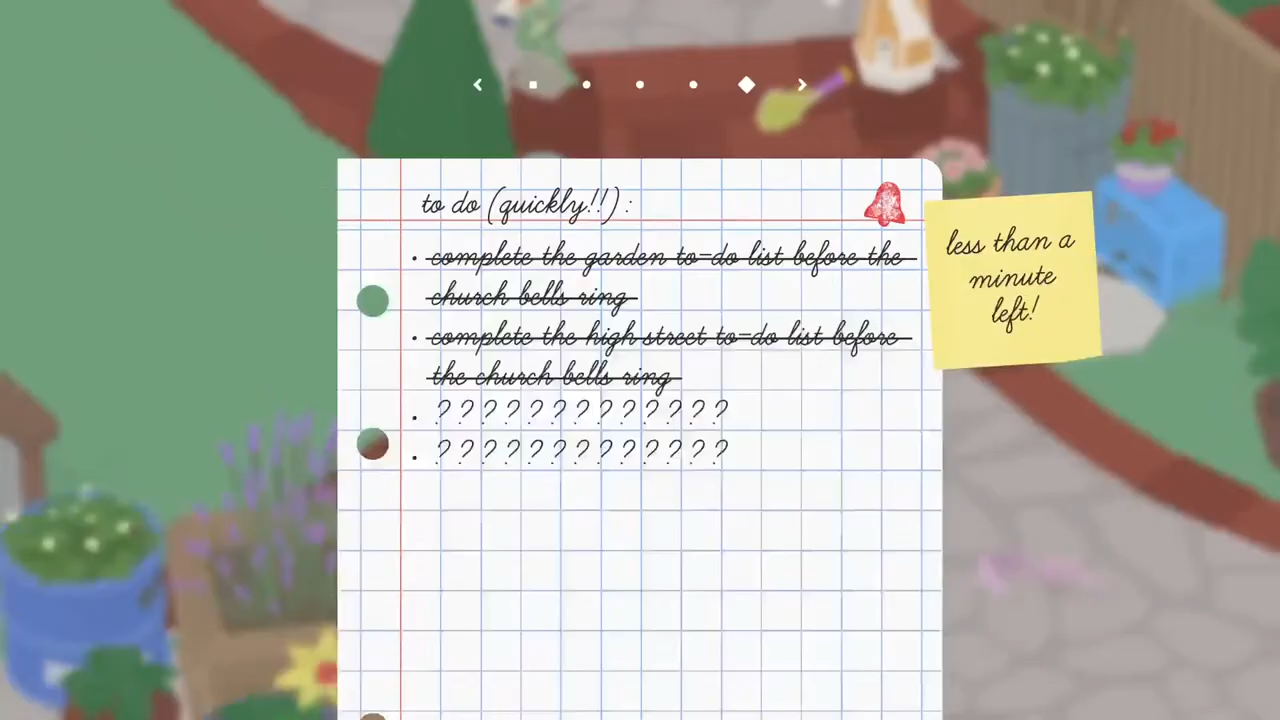 to do (quickly!!) :
• complete the garden to-do list before the
church bells ring
• complete the high street to-do list before
the church bells ring
• ? ? ? ? ? ? ? ? ? ? ? ? ?
• ? ? ? ? ? ? ? ? ? ? ? ? ?
less than a
minute
left!